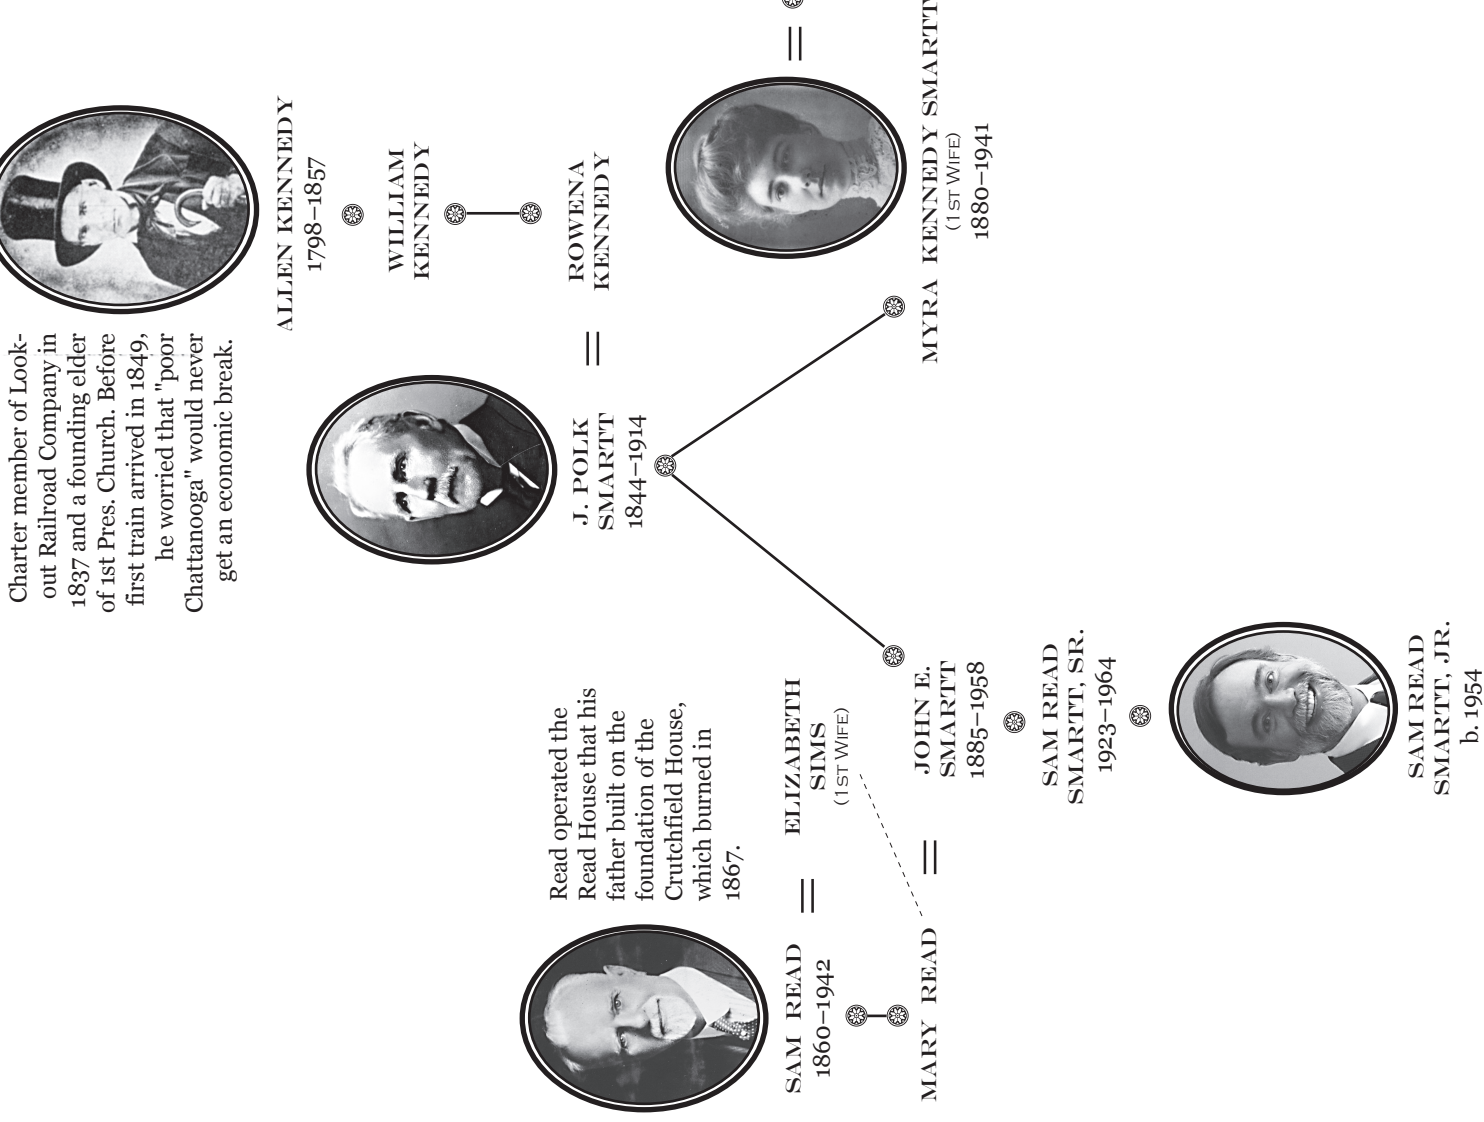 Charter member of Look-
out Railroad Company in
1837 and a founding elder
of 1st Pres. Church. Before
first train arrived in 1849,
he worried that "poor
Chattanooga" would never
get an economic break.
ALLEN KENNEDY
1798–1857
WILLIAM
KENNEDY
J. POLK
SMARTT
1844–1914
=
ROWENA
KENNEDY
Read operated the
Read House that his
father built on the
foundation of the
Crutchfield House,
which burned in
1867.
SAM READ
1860–1942
=
ELIZABETH
SIMS
(1ST WIFE)
=
MARY READ
=
JOHN E.
SMARTT
1885–1958
MYRA KENNEDY SMARTT
(1ST WIFE)
1880–1941
SAM READ
SMARTT, SR.
1923–1964
SAM READ
SMARTT, JR.
b. 1954